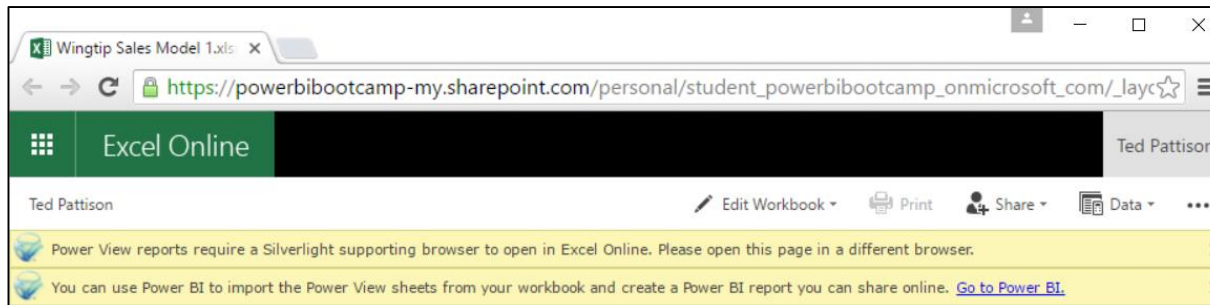 Wingtip Sales Model 1.xls
https://powerbibootcamp-my.sharepoint.com/personal/student_powerbibootcamp_onmicrosoft_com/_layc
Excel Online Ted Pattison
Ted Pattison Edit Workbook Print Share Data
Power View reports require a Silverlight supporting browser to open in Excel Online. Please open this page in a different browser.
You can use Power BI to import the Power View sheets from your workbook and create a Power BI report you can share online. Go to Power BI.